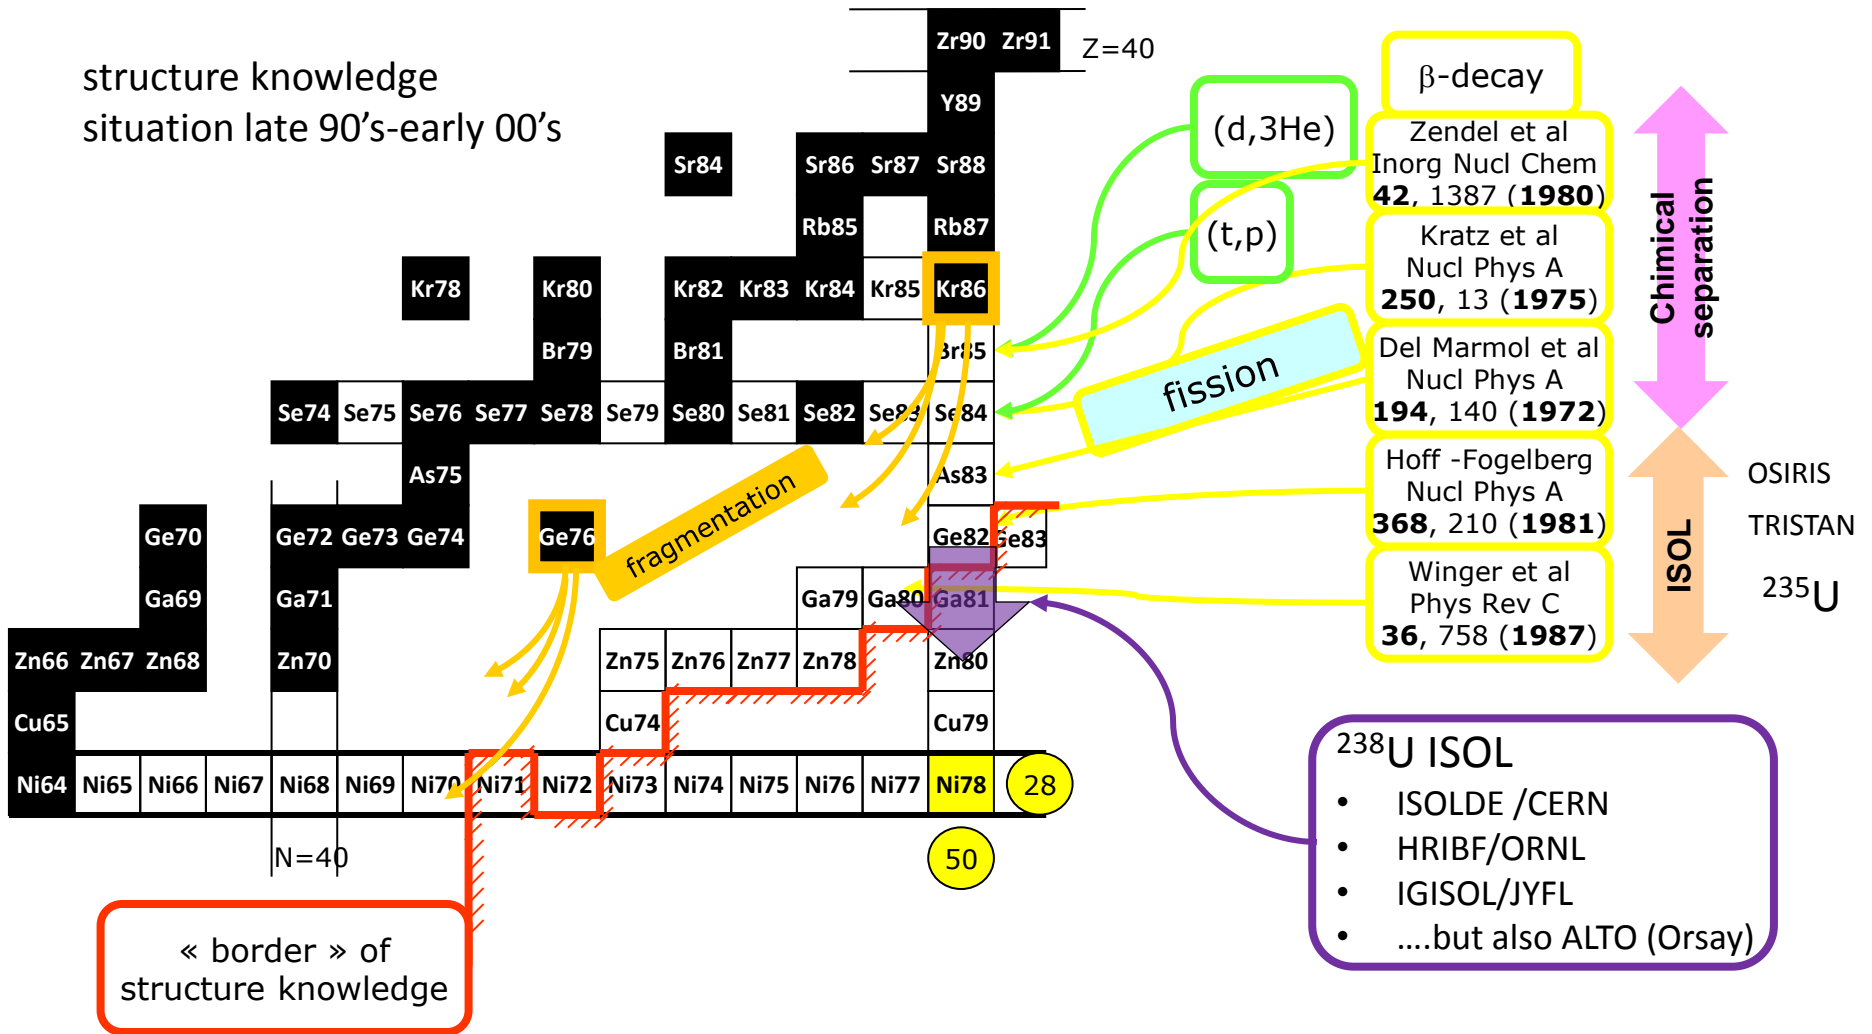 structure knowledge
situation late 90's-early 00's
Zr90 Zr91
Z=40
Y89
Sr84 Sr86 Sr87 Sr88
Rb85 Rb87
Kr78 Kr80 Kr82 Kr83 Kr84 Kr85 Kr86
Br79 Br81 Br85
Se74 Se75 Se76 Se77 Se78 Se79 Se80 Se81 Se82 Se83 Se84
As75 As83
Ge70 Ge72 Ge73 Ge74 Ge76 Ge82 Ge83
Ga69 Ga71 Ga79 Ga80 Ga81
Zn66 Zn67 Zn68 Zn70 Zn75 Zn76 Zn77 Zn78 Zn80
Cu65 Cu74 Cu79
Ni64 Ni65 Ni66 Ni67 Ni68 Ni69 Ni70 Ni71 Ni72 Ni73 Ni74 Ni75 Ni76 Ni77 Ni78 28
N=40
50
fragmentation
fission
« border » of
structure knowledge
(d,3He)
(t,p)
β-decay
Zendel et al
Inorg Nucl Chem
42, 1387 (1980)
Kratz et al
Nucl Phys A
250, 13 (1975)
Del Marmol et al
Nucl Phys A
194, 140 (1972)
Hoff -Fogelberg
Nucl Phys A
368, 210 (1981)
Winger et al
Phys Rev C
36, 758 (1987)
Chimical
separation
ISOL
OSIRIS
TRISTAN
²³⁵U
²³⁸U ISOL
• ISOLDE /CERN
• HRIBF/ORNL
• IGISOL/JYFL
• ....but also ALTO (Orsay)